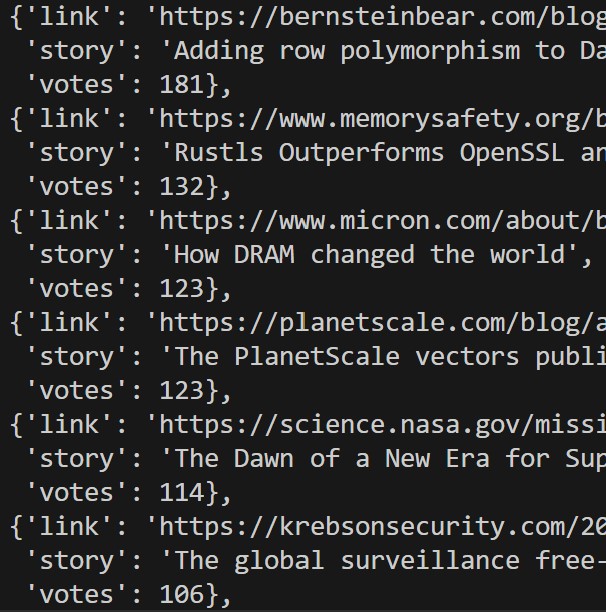 {'link': 'https://bernsteinbear.com/blog
'story': 'Adding row polymorphism to Da
'votes': 181},
{'link': 'https://www.memorysafety.org/b
'story': 'Rustls Outperforms OpenSSL an
'votes': 132},
{'link': 'https://www.micron.com/about/b
'story': 'How DRAM changed the world',
'votes': 123},
{'link': 'https://planetscale.com/blog/a
'story': 'The PlanetScale vectors publi
'votes': 123},
{'link': 'https://science.nasa.gov/missi
'story': 'The Dawn of a New Era for Sup
'votes': 114},
{'link': 'https://krebsonsecurity.com/20
'story': 'The global surveillance free-
'votes': 106},